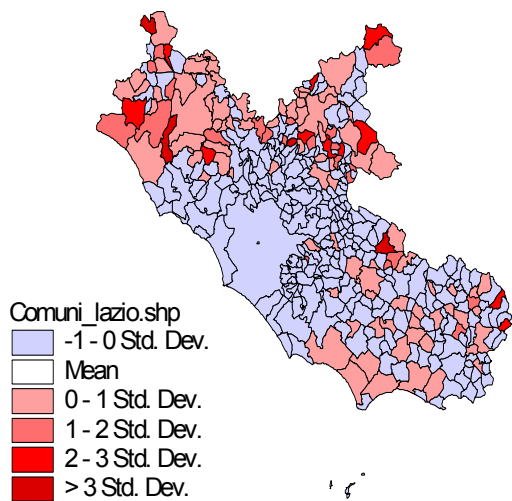 Comuni_lazio.shp
-1 - 0 Std. Dev.
Mean
0 - 1 Std. Dev.
1 - 2 Std. Dev.
2 - 3 Std. Dev.
> 3 Std. Dev.